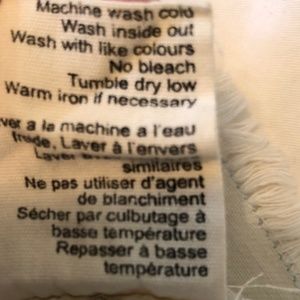 Machine wash cold
Wash inside out
Wash with like colours
No bleach
Tumble dry low
Warm iron if necessary
a la machine a l'eau
froide, Laver à l'envers
Laver
similaires
Ne pas utiliser d'agent
de blanchiment
Sécher par culbutage à
basse température
Repasser à basse
température